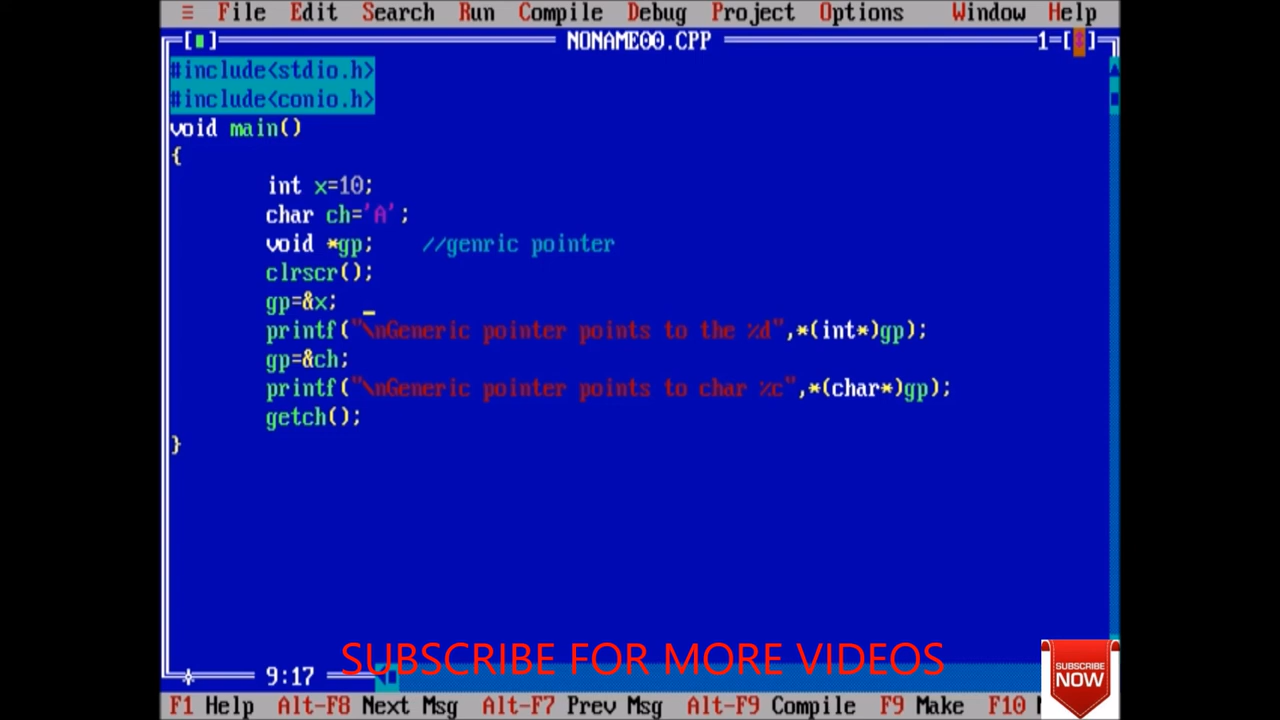 ≡ File Edit Search Run Compile Debug Project Options Window Help
[■] NONAME00.CPP 1=[↕]
#include<stdio.h>
#include<conio.h>
void main()
{
int x=10;
char ch='A';
void *gp; //genric pointer
clrscr();
gp=&x; _
printf("\nGeneric pointer points to the %d",*(int*)gp);
gp=&ch;
printf("\nGeneric pointer points to char %c",*(char*)gp);
getch();
}
SUBSCRIBE FOR MORE VIDEOS
9:17
SUBSCRIBE
NOW
F1 Help Alt-F8 Next Msg Alt-F7 Prev Msg Alt-F9 Compile F9 Make F10